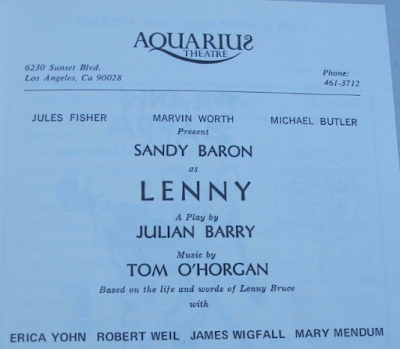 AQUARIUS
THEATRE
6230 Sunset Blvd.
Los Angeles, Ca 90028
Phone:
461-3712
JULES FISHER MARVIN WORTH MICHAEL BUTLER
Present
SANDY BARON
as
LENNY
A Play by
JULIAN BARRY
Music by
TOM O'HORGAN
Based on the life and words of Lenny Bruce
with
ERICA YOHN ROBERT WEIL JAMES WIGFALL MARY MENDUM